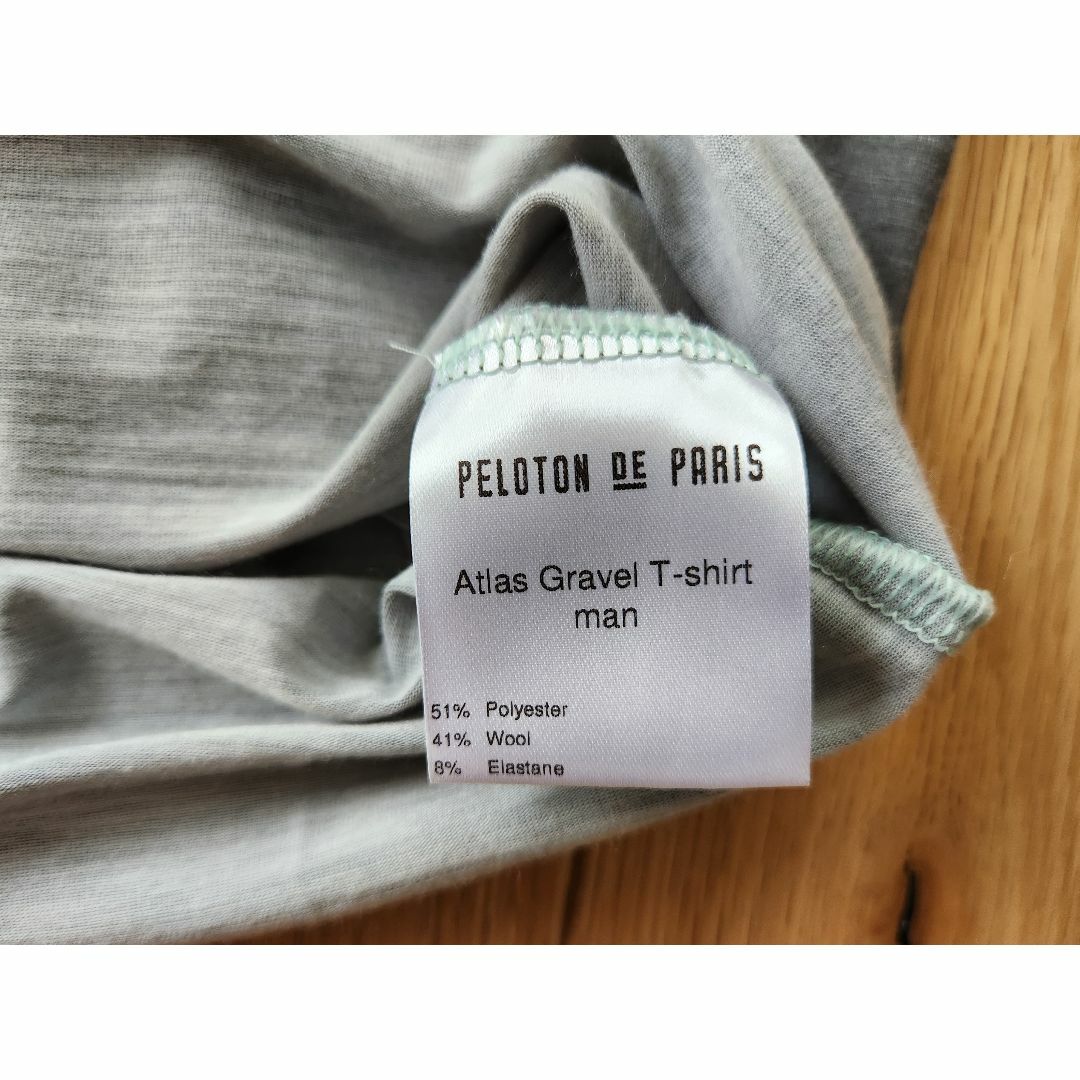 PELOTON DE PARIS
Atlas Gravel T-shirt
man
51% Polyester
41% Wool
8% Elastane